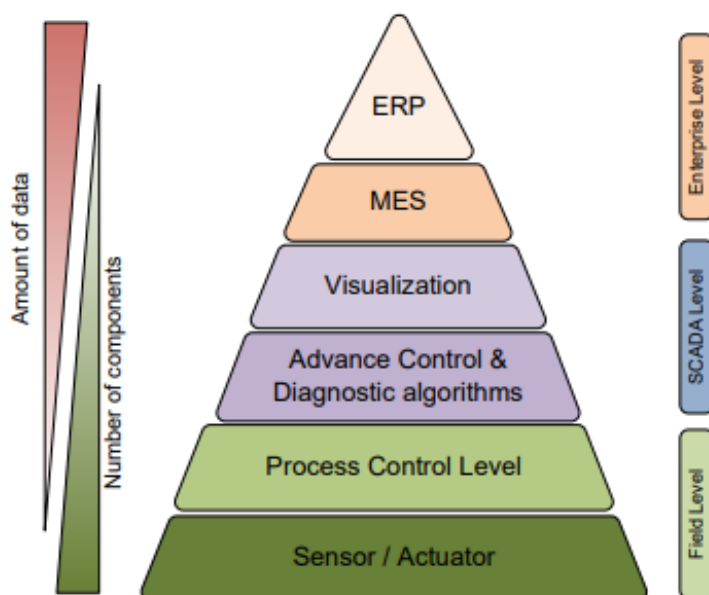 Amount of data
Number of components
ERP
MES
Visualization
Advance Control &
Diagnostic algorithms
Process Control Level
Sensor / Actuator
Enterprise Level
SCADA Level
Field Level